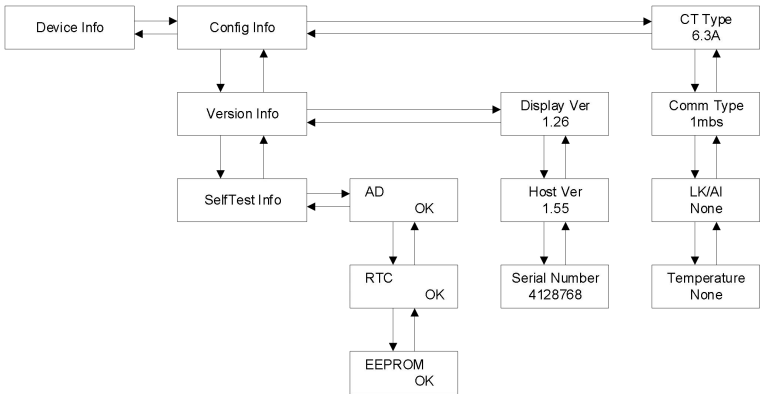 Device Info
Config Info
CT Type
6.3A
Version Info
Display Ver
1.26
Comm Type
1mbs
SelfTest Info
AD
OK
Host Ver
1.55
LK/AI
None
RTC
OK
Serial Number
4128768
Temperature
None
EEPROM
OK